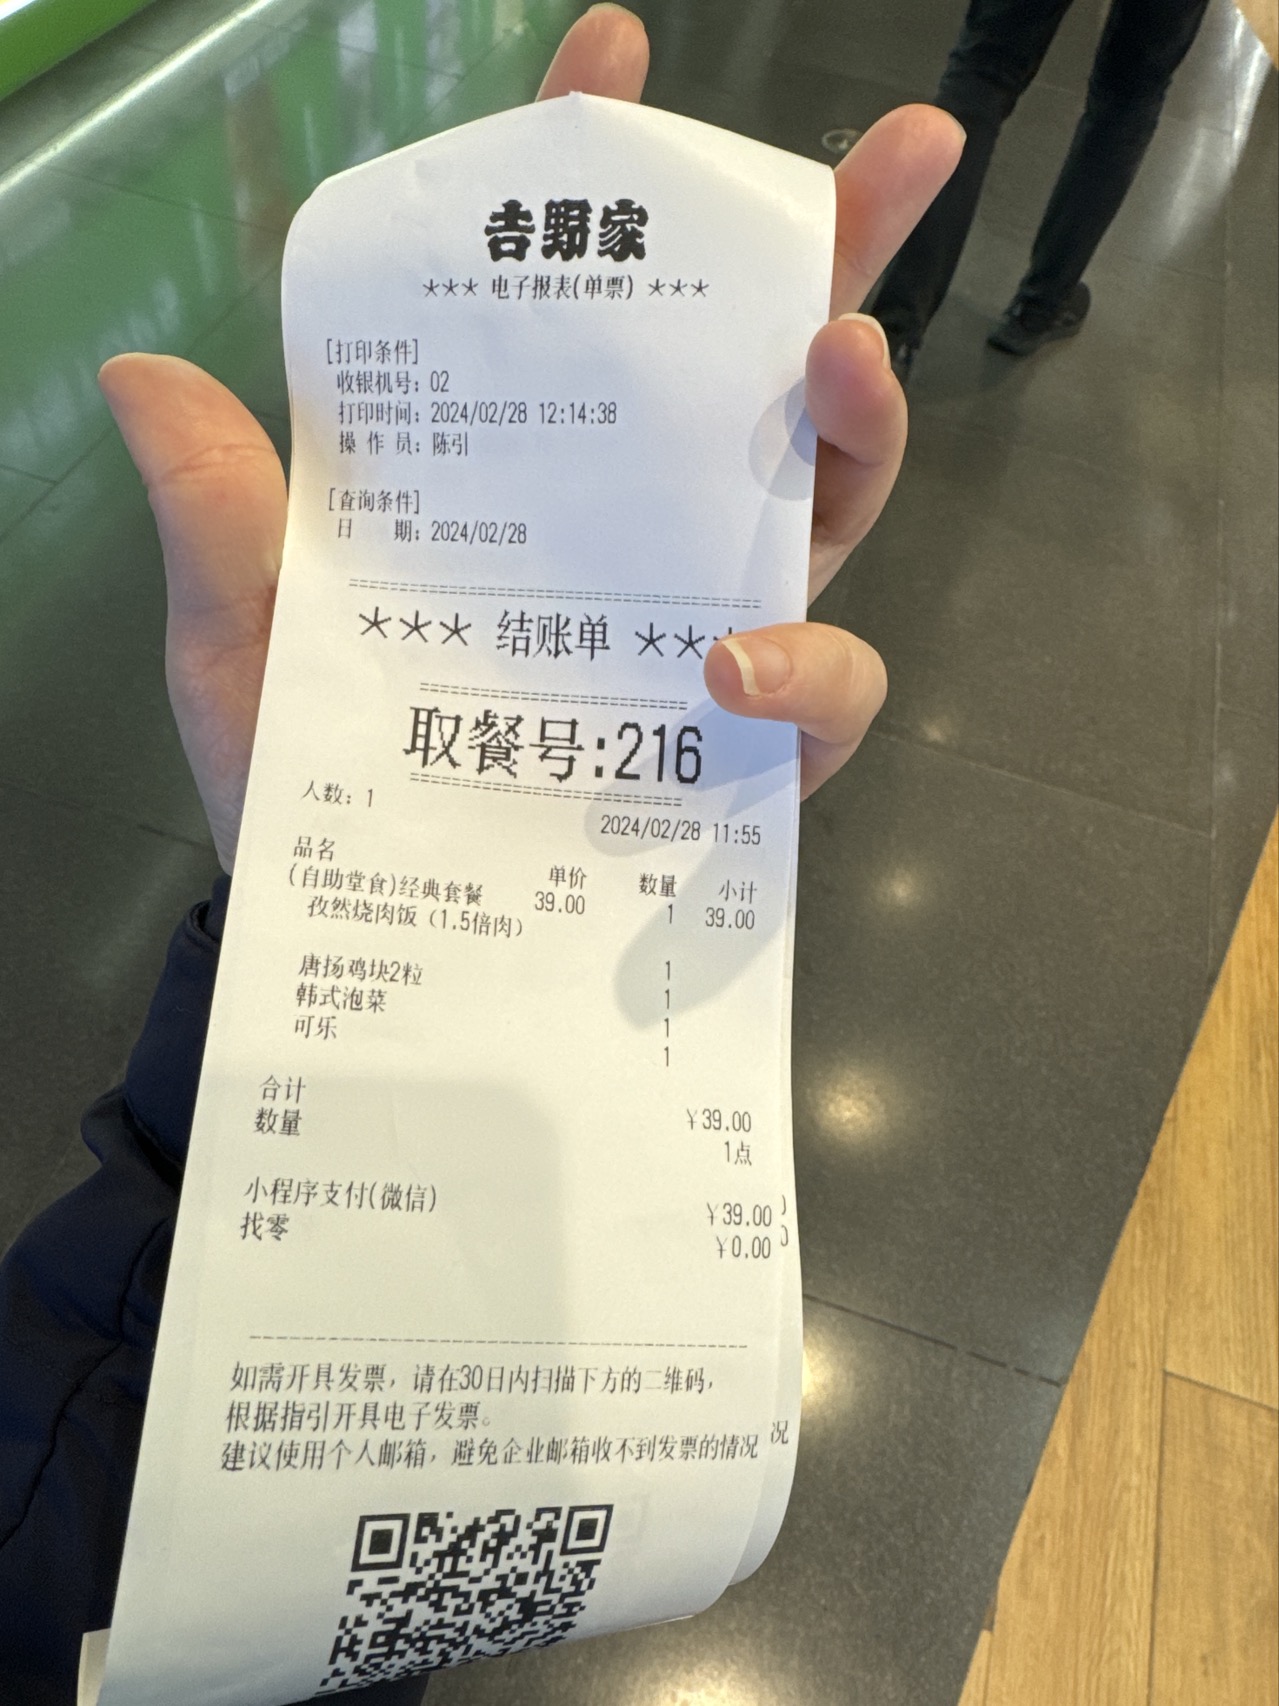 吉野家
*** 电子报表(单票) ***
[打印条件]
收银机号: 02
打印时间: 2024/02/28 12:14:38
操 作 员: 陈引
[查询条件]
日    期: 2024/02/28
*** 结账单 **
取餐号:216
人数: 1
2024/02/28 11:55
品名 单价 数量 小计
(自助堂食)经典套餐 39.00 1 39.00
孜然烧肉饭（1.5倍肉） 1
唐扬鸡块2粒 1
韩式泡菜 1
可乐 1
合计 ¥39.00
数量 1点
小程序支付(微信) ¥39.00
找零 ¥0.00
如需开具发票，请在30日内扫描下方的二维码，
根据指引开具电子发票。
建议使用个人邮箱，避免企业邮箱收不到发票的情况
况